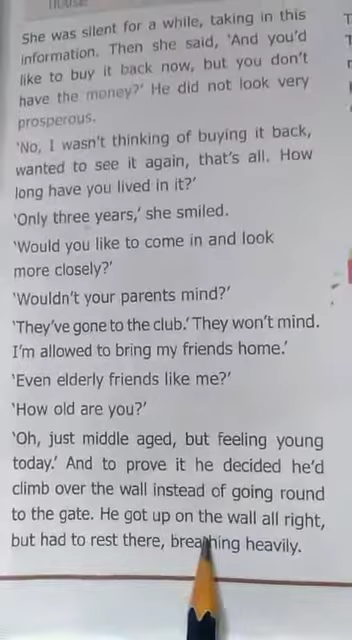 House
She was silent for a while, taking in this
information. Then she said, 'And you'd
like to buy it back now, but you don't
have the money?' He did not look very
prosperous.
'No, I wasn't thinking of buying it back,
wanted to see it again, that's all. How
long have you lived in it?'
'Only three years,' she smiled.
'Would you like to come in and look
more closely?'
'Wouldn't your parents mind?'
'They've gone to the club.' They won't mind.
I'm allowed to bring my friends home.'
'Even elderly friends like me?'
'How old are you?'
'Oh, just middle aged, but feeling young
today.' And to prove it he decided he'd
climb over the wall instead of going round
to the gate. He got up on the wall all right,
but had to rest there, breathing heavily.